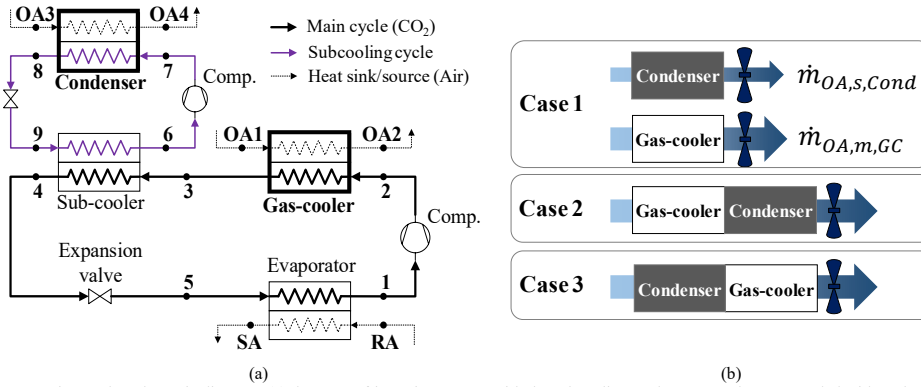 OA3
OA4
8
Condenser
7
Comp.
9
6
OA1
OA2
4
Sub-cooler
3
Gas-cooler
2
Comp.
Expansion
valve
5
Evaporator
1
SA
RA
(a)
Main cycle (CO₂)
Subcooling cycle
Heat sink/source (Air)
Case 1
Condenser
ṁ_OA,s,Cond
Gas-cooler
ṁ_OA,m,GC
Case 2
Gas-cooler
Condenser
Case 3
Condenser
Gas-cooler
(b)